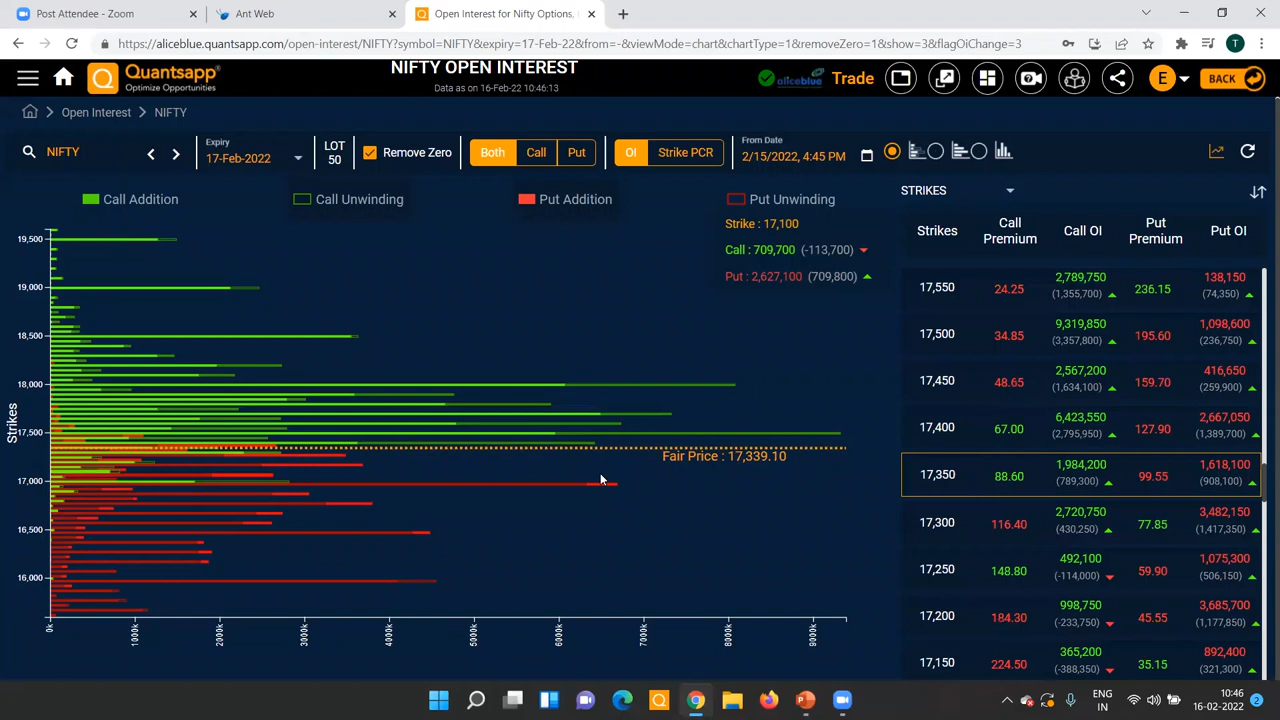 Post Attendee - Zoom
Ant Web
Open Interest for Nifty Options,
https://aliceblue.quantsapp.com/open-interest/NIFTY?symbol=NIFTY&expiry=17-Feb-22&from=-&viewMode=chart&chartType=1&removeZero=1&show=3&flagOiChange=3
T
Quantsapp
Optimize Opportunities
NIFTY OPEN INTEREST
Data as on 16-Feb-22 10:46:13
aliceblue
Trade
E
BACK
Open Interest
NIFTY
NIFTY
Expiry
17-Feb-2022
LOT
50
Remove Zero
Both
Call
Put
OI
Strike PCR
From Date
2/15/2022, 4:45 PM
Call Addition
Call Unwinding
Put Addition
Put Unwinding
Strike : 17,100
Call : 709,700 (-113,700)
Put : 2,627,100 (709,800)
Strikes
19,500
19,000
18,500
18,000
17,500
17,000
16,500
16,000
Fair Price : 17,339.10
0k
1000k
2000k
3000k
4000k
5000k
6000k
7000k
8000k
9000k
STRIKES
Strikes Call Premium Call OI Put Premium Put OI
17,550 24.25 2,789,750 (1,355,700) 236.15 138,150 (74,350)
17,500 34.85 9,319,850 (3,357,800) 195.60 1,098,600 (236,750)
17,450 48.65 2,567,200 (1,634,100) 159.70 416,650 (259,900)
17,400 67.00 6,423,550 (2,795,950) 127.90 2,667,050 (1,389,700)
17,350 88.60 1,984,200 (789,300) 99.55 1,618,100 (908,100)
17,300 116.40 2,720,750 (430,250) 77.85 3,482,150 (1,417,350)
17,250 148.80 492,100 (-114,000) 59.90 1,075,300 (506,150)
17,200 184.30 998,750 (-233,750) 45.55 3,685,700 (1,177,850)
17,150 224.50 365,200 (-388,350) 35.15 892,400 (321,300)
ENG
IN
10:46
16-02-2022
2